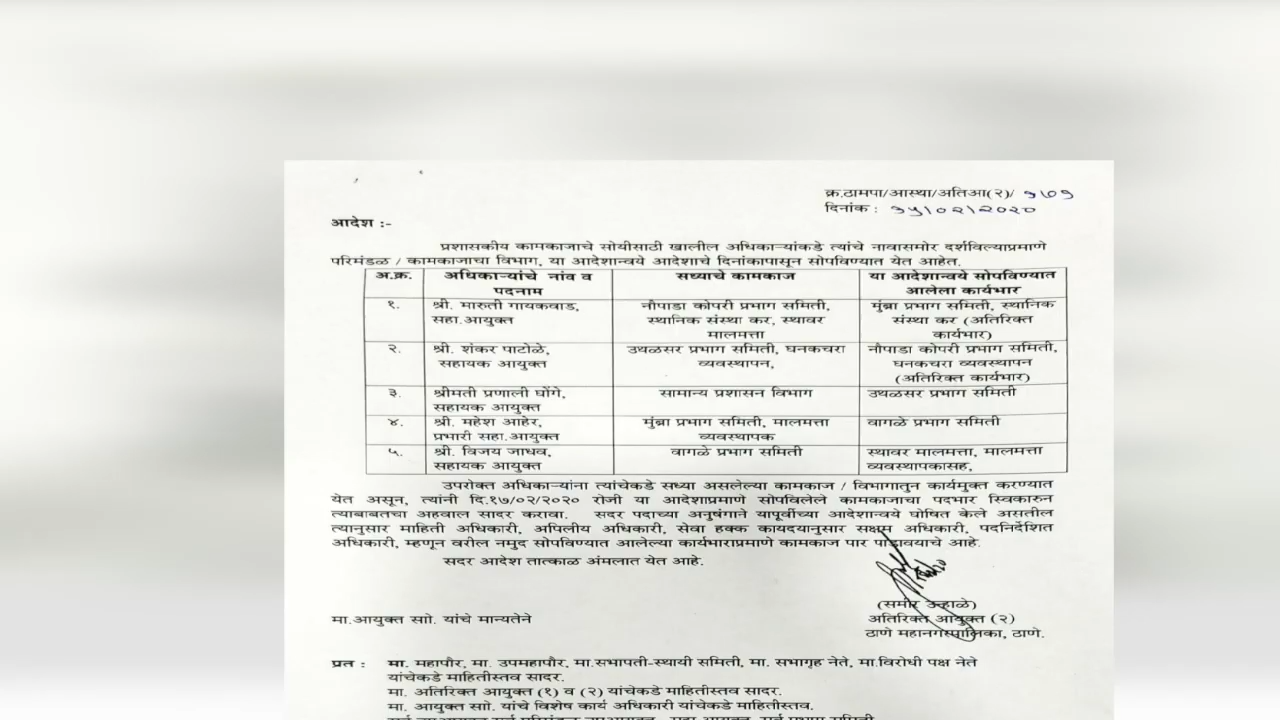 क्र.ठामपा/आस्था/अतिआ(२)/ १७१
दिनांक : १५/०२/२०२०
आदेश :-
प्रशासकीय कामकाजाचे सोयीसाठी खालील अधिकाऱ्यांकडे त्यांचे नावासमोर दर्शविल्याप्रमाणे
परिमंडळ / कामकाजाचा विभाग, या आदेशान्वये आदेशाचे दिनांकापासून सोपविण्यात येत आहेत.
अ.क्र. अधिकाऱ्यांचे नांव व सध्याचे कामकाज या आदेशान्वये सोपविण्यात
पदनाम आलेला कार्यभार
१. श्री. मारुती गायकवाड, नौपाडा कोपरी प्रभाग समिती, मुंब्रा प्रभाग समिती, स्थानिक
सहा.आयुक्त स्थानिक संस्था कर, स्थावर संस्था कर (अतिरिक्त
मालमत्ता कार्यभार)
२. श्री. शंकर पाटोळे, उथळसर प्रभाग समिती, घनकचरा नौपाडा कोपरी प्रभाग समिती,
सहायक आयुक्त व्यवस्थापन, घनकचरा व्यवस्थापन
(अतिरिक्त कार्यभार)
३. श्रीमती प्रणाली घोंगे, सामान्य प्रशासन विभाग उथळसर प्रभाग समिती
सहायक आयुक्त
४. श्री. महेश आहेर, मुंब्रा प्रभाग समिती, मालमत्ता वागळे प्रभाग समिती
प्रभारी सहा.आयुक्त व्यवस्थापक
५. श्री. विजय जाधव, वागळे प्रभाग समिती स्थावर मालमत्ता, मालमत्ता
सहायक आयुक्त व्यवस्थापकासह,
उपरोक्त अधिकाऱ्यांना त्यांचेकडे सध्या असलेल्या कामकाज / विभागातुन कार्यमुक्त करण्यात
येत असून, त्यांनी दि.१७/०२/२०२० रोजी या आदेशाप्रमाणे सोपविलेले कामकाजाचा पदभार स्विकारुन
त्याबाबतचा अहवाल सादर करावा. सदर पदाच्या अनुषंगाने यापूर्वीच्या आदेशान्वये घोषित केले असतील
त्यानुसार माहिती अधिकारी, अपिलीय अधिकारी, सेवा हक्क कायदयानुसार सक्षम अधिकारी, पदनिर्देशित
अधिकारी, म्हणून वरील नमुद सोपविण्यात आलेल्या कार्यभाराप्रमाणे कामकाज पार पाडावयाचे आहे.
सदर आदेश तात्काळ अंमलात येत आहे.
(समीर उन्हाळे)
मा.आयुक्त साो. यांचे मान्यतेने अतिरिक्त आयुक्त (२)
ठाणे महानगरपालिका, ठाणे.
प्रत : मा. महापौर, मा. उपमहापौर, मा.सभापती-स्थायी समिती, मा. सभागृह नेते, मा.विरोधी पक्ष नेते
यांचेकडे माहितीस्तव सादर.
मा. अतिरिक्त आयुक्त (१) व (२) यांचेकडे माहितीस्तव सादर.
मा. आयुक्त साो. यांचे विशेष कार्य अधिकारी यांचेकडे माहितीस्तव.